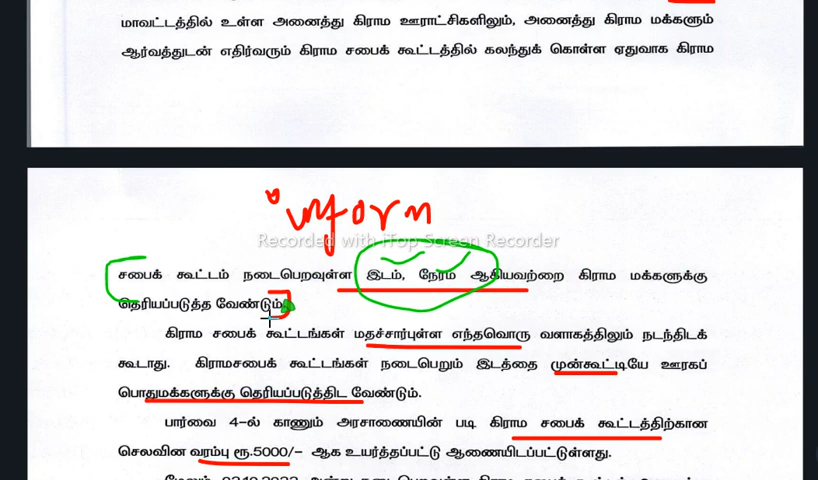 மாவட்டத்தில் உள்ள அனைத்து கிராம ஊராட்சிகளிலும், அனைத்து கிராம மக்களும்
ஆர்வத்துடன் எதிர்வரும் கிராம சபைக் கூட்டத்தில் கலந்துக் கொள்ள ஏதுவாக கிராம
inform
Recorded with iTop Screen Recorder
சபைக் கூட்டம் நடைபெறவுள்ள இடம், நேரம் ஆகியவற்றை கிராம மக்களுக்கு
தெரியப்படுத்த வேண்டும்
கிராம சபைக் கூட்டங்கள் மதச்சார்புள்ள எந்தவொரு வளாகத்திலும் நடந்திடக்
கூடாது. கிராமசபைக் கூட்டங்கள் நடைபெறும் இடத்தை முன்கூட்டியே ஊரகப்
பொதுமக்களுக்கு தெரியப்படுத்திட வேண்டும்.
பார்வை 4-ல் காணும் அரசாணையின் படி கிராம சபைக் கூட்டத்திற்கான
செலவின வரம்பு ரூ.5000/- ஆக உயர்த்தப்பட்டு ஆணையிடப்பட்டுள்ளது.